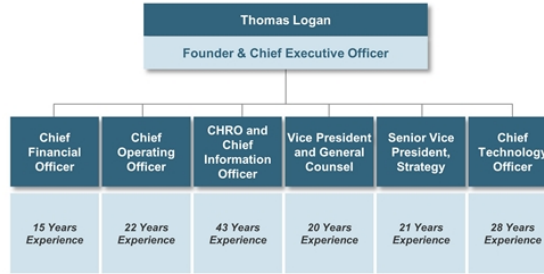 Thomas Logan
Founder & Chief Executive Officer
Chief
Financial
Officer
Chief
Operating
Officer
CHRO and
Chief
Information
Officer
Vice President
and General
Counsel
Senior Vice
President,
Strategy
Chief
Technology
Officer
15 Years
Experience
22 Years
Experience
43 Years
Experience
20 Years
Experience
21 Years
Experience
28 Years
Experience